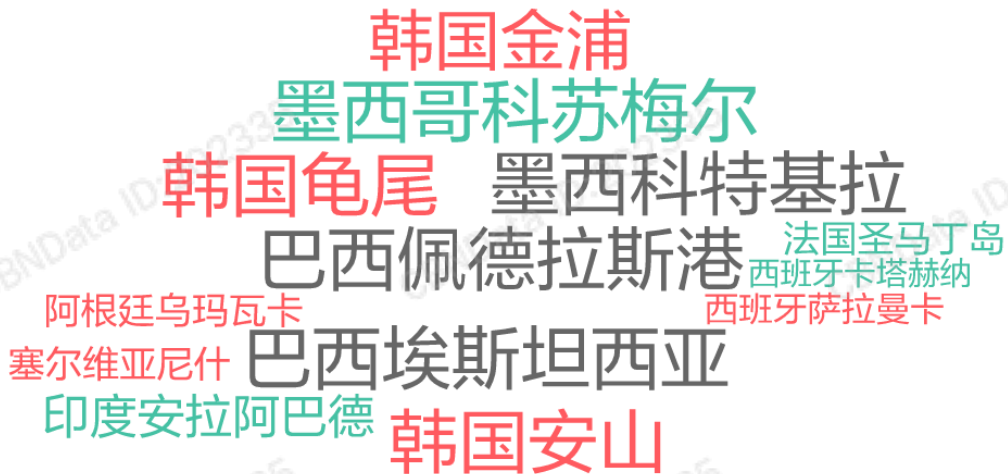 韩国金浦
墨西哥科苏梅尔
韩国龟尾 墨西科特基拉
巴西佩德拉斯港 法国圣马丁岛
西班牙卡塔赫纳
阿根廷乌玛瓦卡 西班牙萨拉曼卡
塞尔维亚尼什 巴西埃斯坦西亚
印度安拉阿巴德 韩国安山